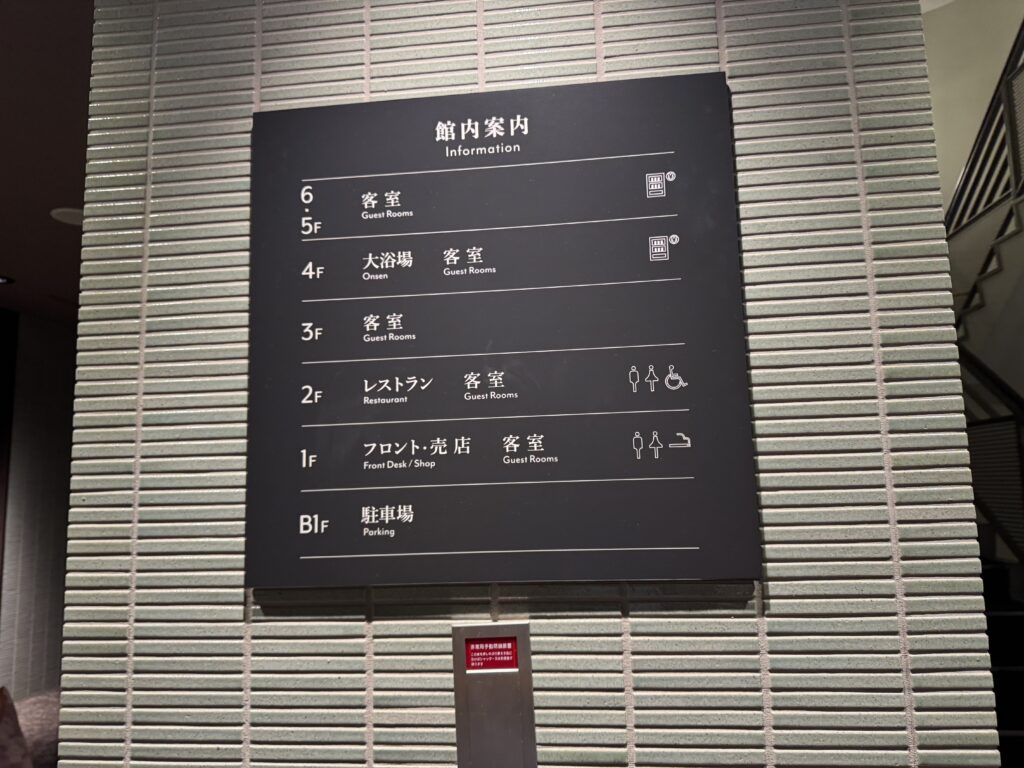 館内案内
Information
6・5F 客室
Guest Rooms
4F 大浴場 客室
Onsen Guest Rooms
3F 客室
Guest Rooms
2F レストラン 客室
Restaurant Guest Rooms
1F フロント・売店 客室
Front Desk / Shop Guest Rooms
B1F 駐車場
Parking